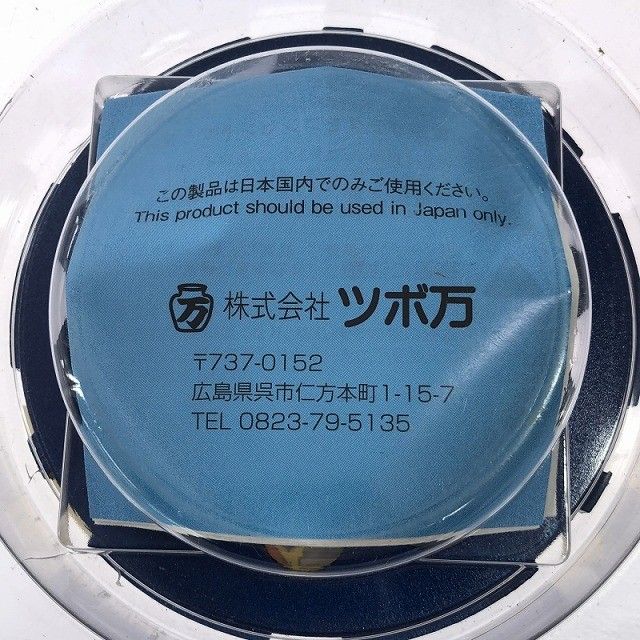 この製品は日本国内でのみご使用ください。
This product should be used in Japan only.
万 株式会社 ツボ万
〒737-0152
広島県呉市仁方本町1-15-7
TEL 0823-79-5135